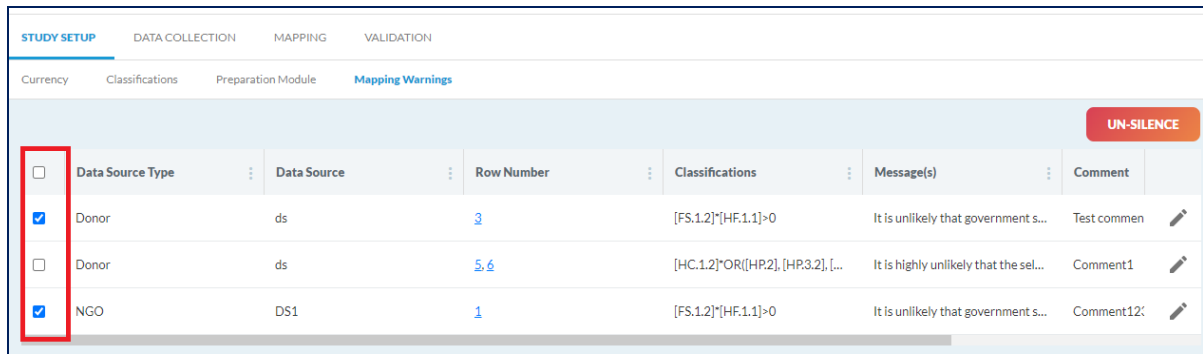 STUDY SETUP DATA COLLECTION MAPPING VALIDATION
Currency Classifications Preparation Module Mapping Warnings
UN-SILENCE
Data Source Type Data Source Row Number Classifications Message(s) Comment
Donor ds 3 [FS.1.2]*[HF.1.1]>0 It is unlikely that government s... Test commen
Donor ds 5, 6 [HC.1.2]*OR([HP.2], [HP.3.2], [... It is highly unlikely that the sel... Comment1
NGO DS1 1 [FS.1.2]*[HF.1.1]>0 It is unlikely that government s... Comment12